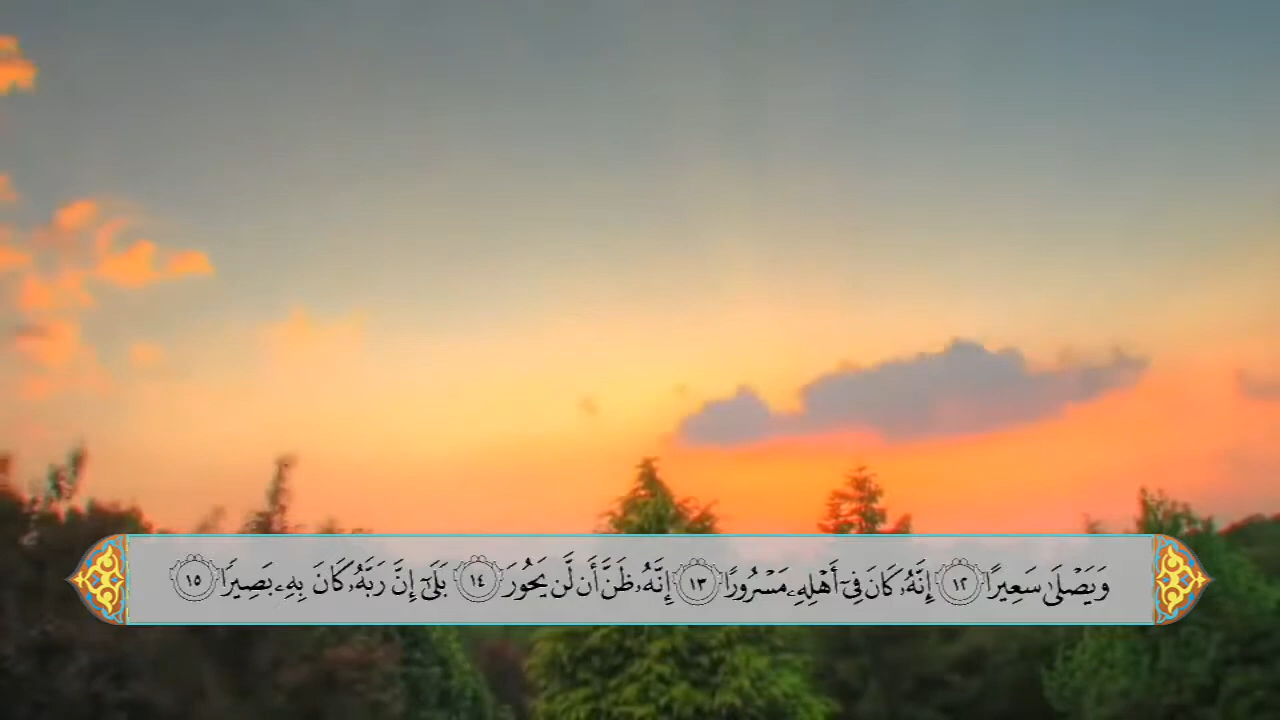 وَيَصْلَىٰ سَعِيرًا ١٢ إِنَّهُۥ كَانَ فِىٓ أَهْلِهِۦ مَسْرُورًا ١٣ إِنَّهُۥ ظَنَّ أَن لَّن يَحُورَ ١٤ بَلَىٰٓ إِنَّ رَبَّهُۥ كَانَ بِهِۦ بَصِيرًا ١٥